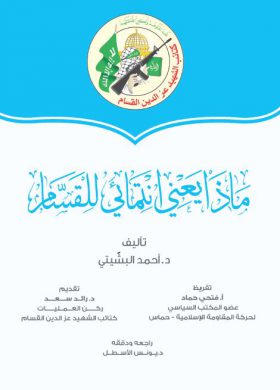 كتائب الشهيد عز الدين القسام
ماذا يعني انتمائي للقسام
تأليف
د. أحمد البشيتي
تقريظ
أ. فتحي حماد
عضو المكتب السياسي
لحركة المقاومة الإسلامية - حماس
تقديم
د. رائد سعد
ركن العمليات
كتائب الشهيد عز الدين القسام
راجعه ودققه
د. يونس الأسطل